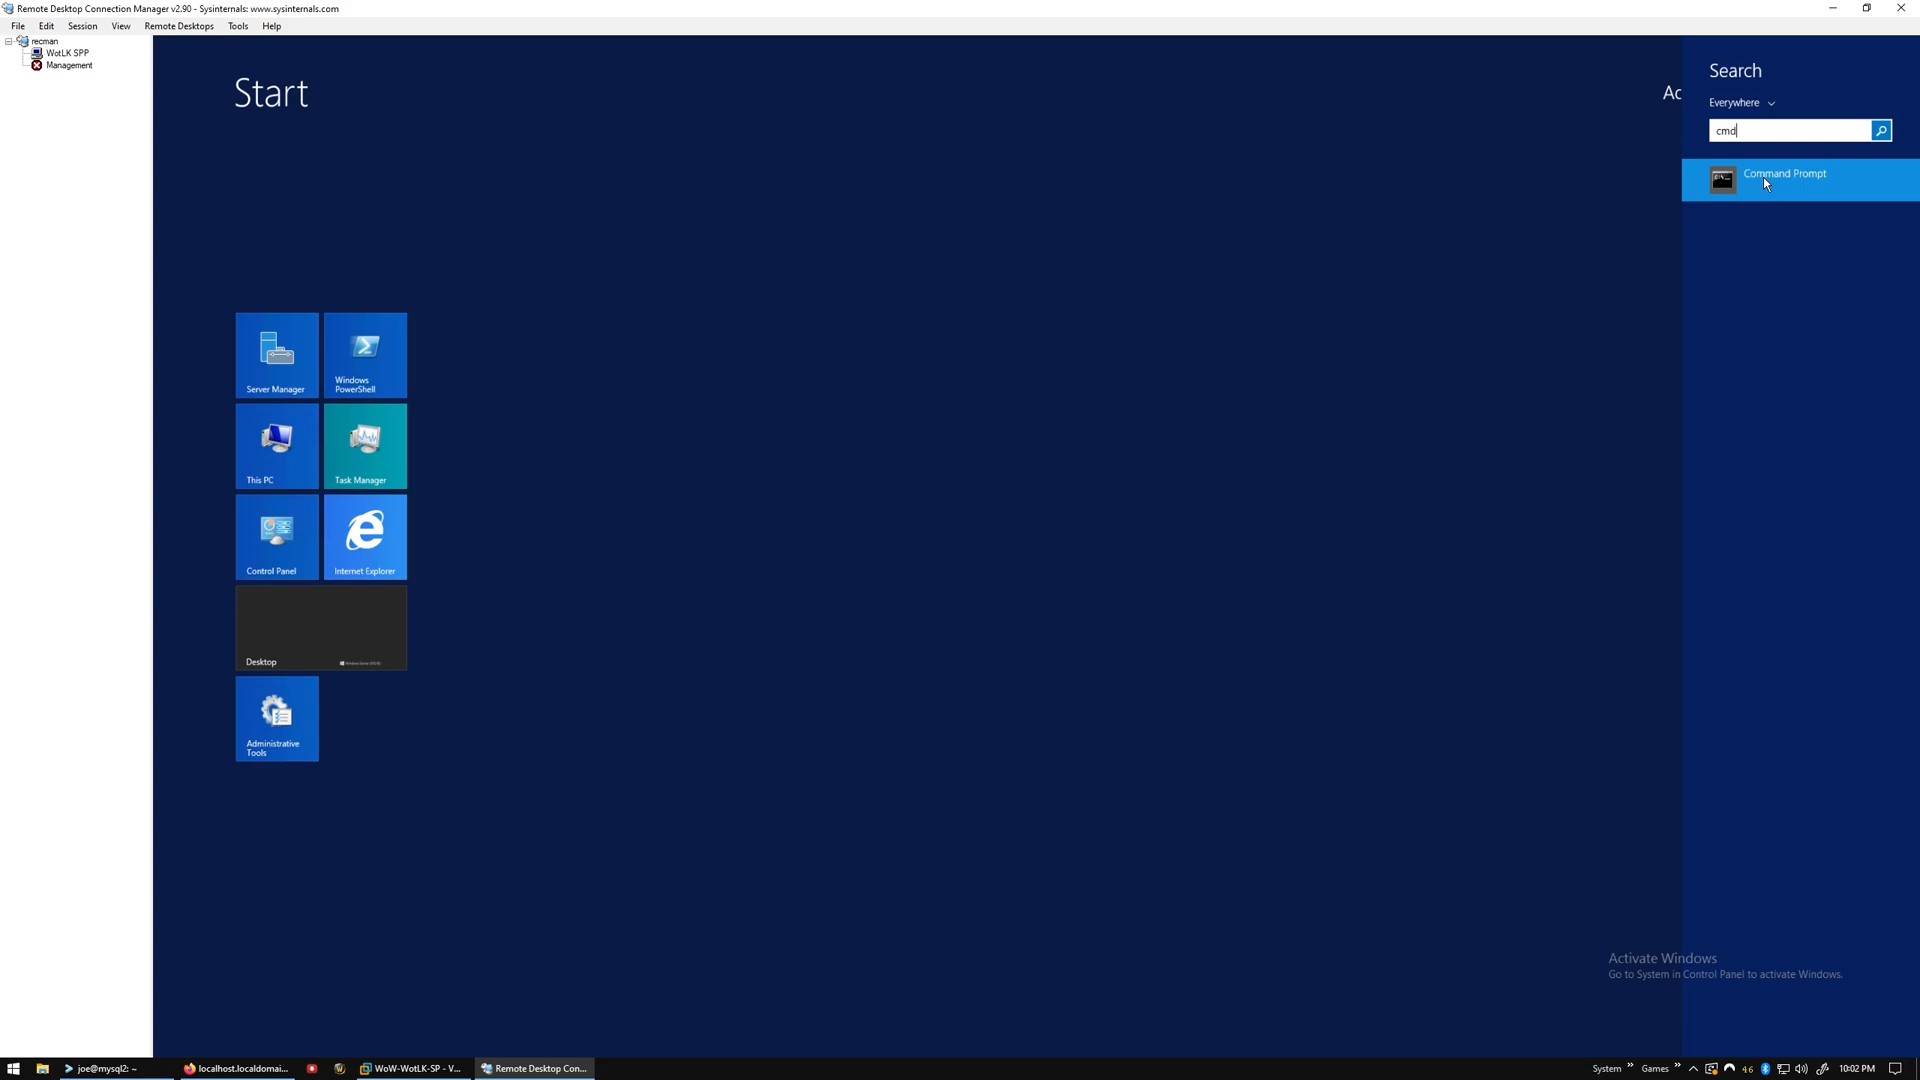 Remote Desktop Connection Manager v2.90 - Sysinternals: www.sysinternals.com
File Edit Session View Remote Desktops Tools Help
recman
WotLK SPP
Management
Start
Ac
Search
Everywhere
cmd
Command Prompt
Server Manager
Windows
PowerShell
This PC
Task Manager
Control Panel
Internet Explorer
Desktop
Administrative
Tools
Activate Windows
Go to System in Control Panel to activate Windows.
joe@mysql2: ~
localhost.localdomai...
WoW-WotLK-SP - V...
Remote Desktop Con...
System
Games
46
10:02 PM